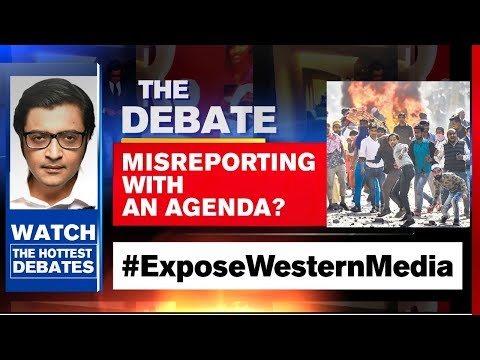 THE
DEBATE
MISREPORTING
WITH
AN AGENDA?
WATCH
THE HOTTEST
DEBATES
#ExposeWesternMedia